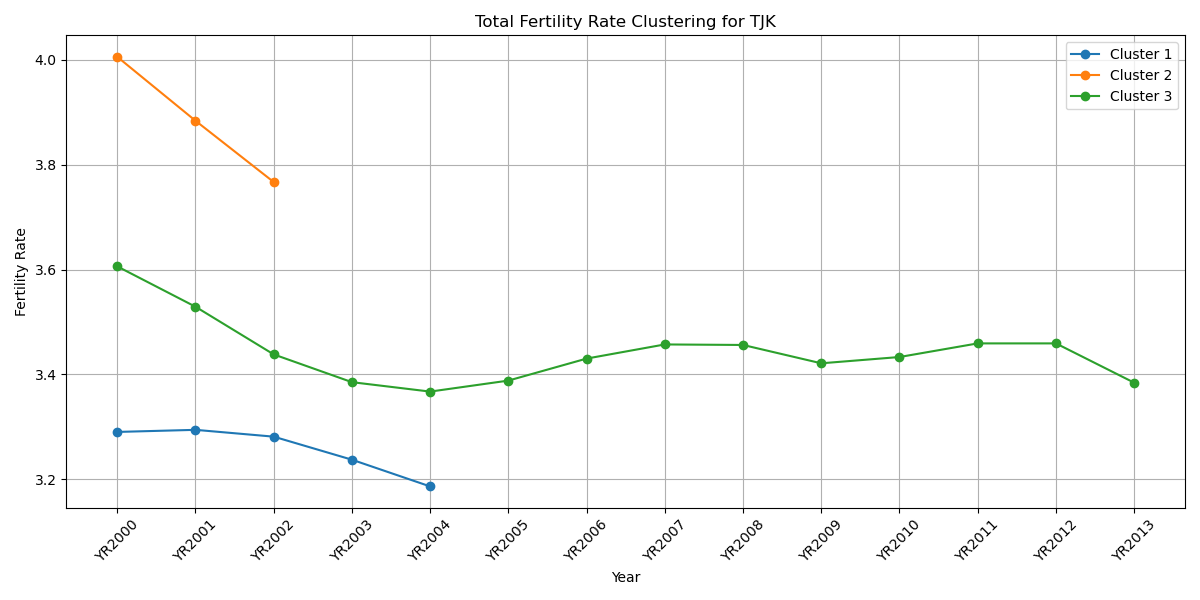 Total Fertility Rate Clustering for TJK
Cluster 1
Cluster 2
Cluster 3
Fertility Rate
4.0
3.8
3.6
3.4
3.2
YR2000
YR2001
YR2002
YR2003
YR2004
YR2005
YR2006
YR2007
YR2008
YR2009
YR2010
YR2011
YR2012
YR2013
Year